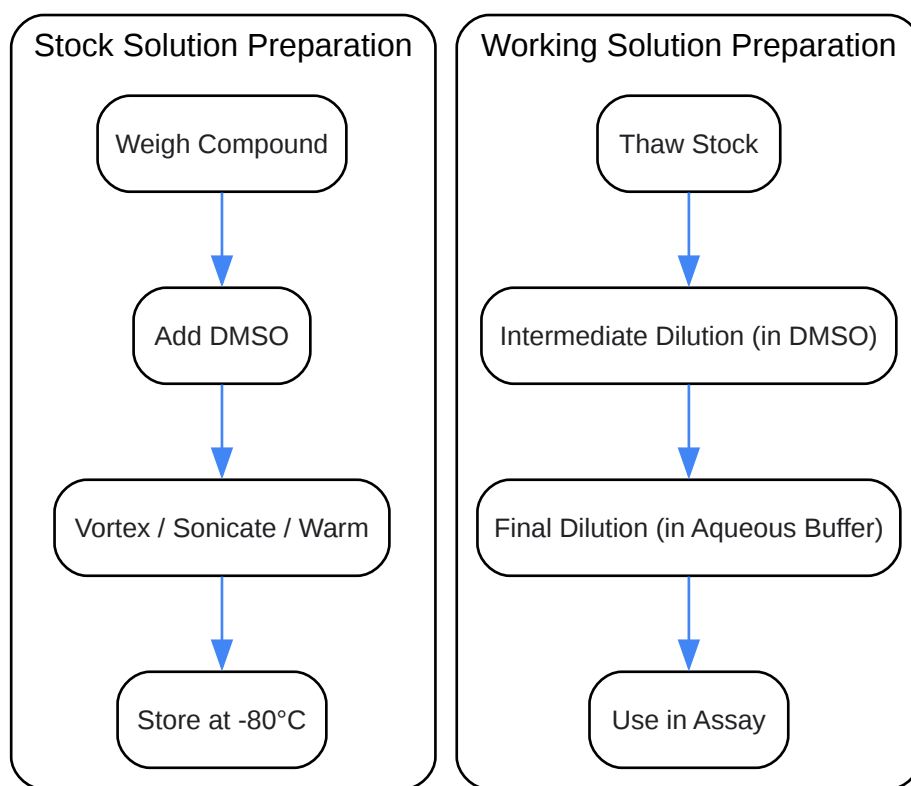 Stock Solution Preparation
Weigh Compound
Add DMSO
Vortex / Sonicate / Warm
Store at -80°C
Working Solution Preparation
Thaw Stock
Intermediate Dilution (in DMSO)
Final Dilution (in Aqueous Buffer)
Use in Assay